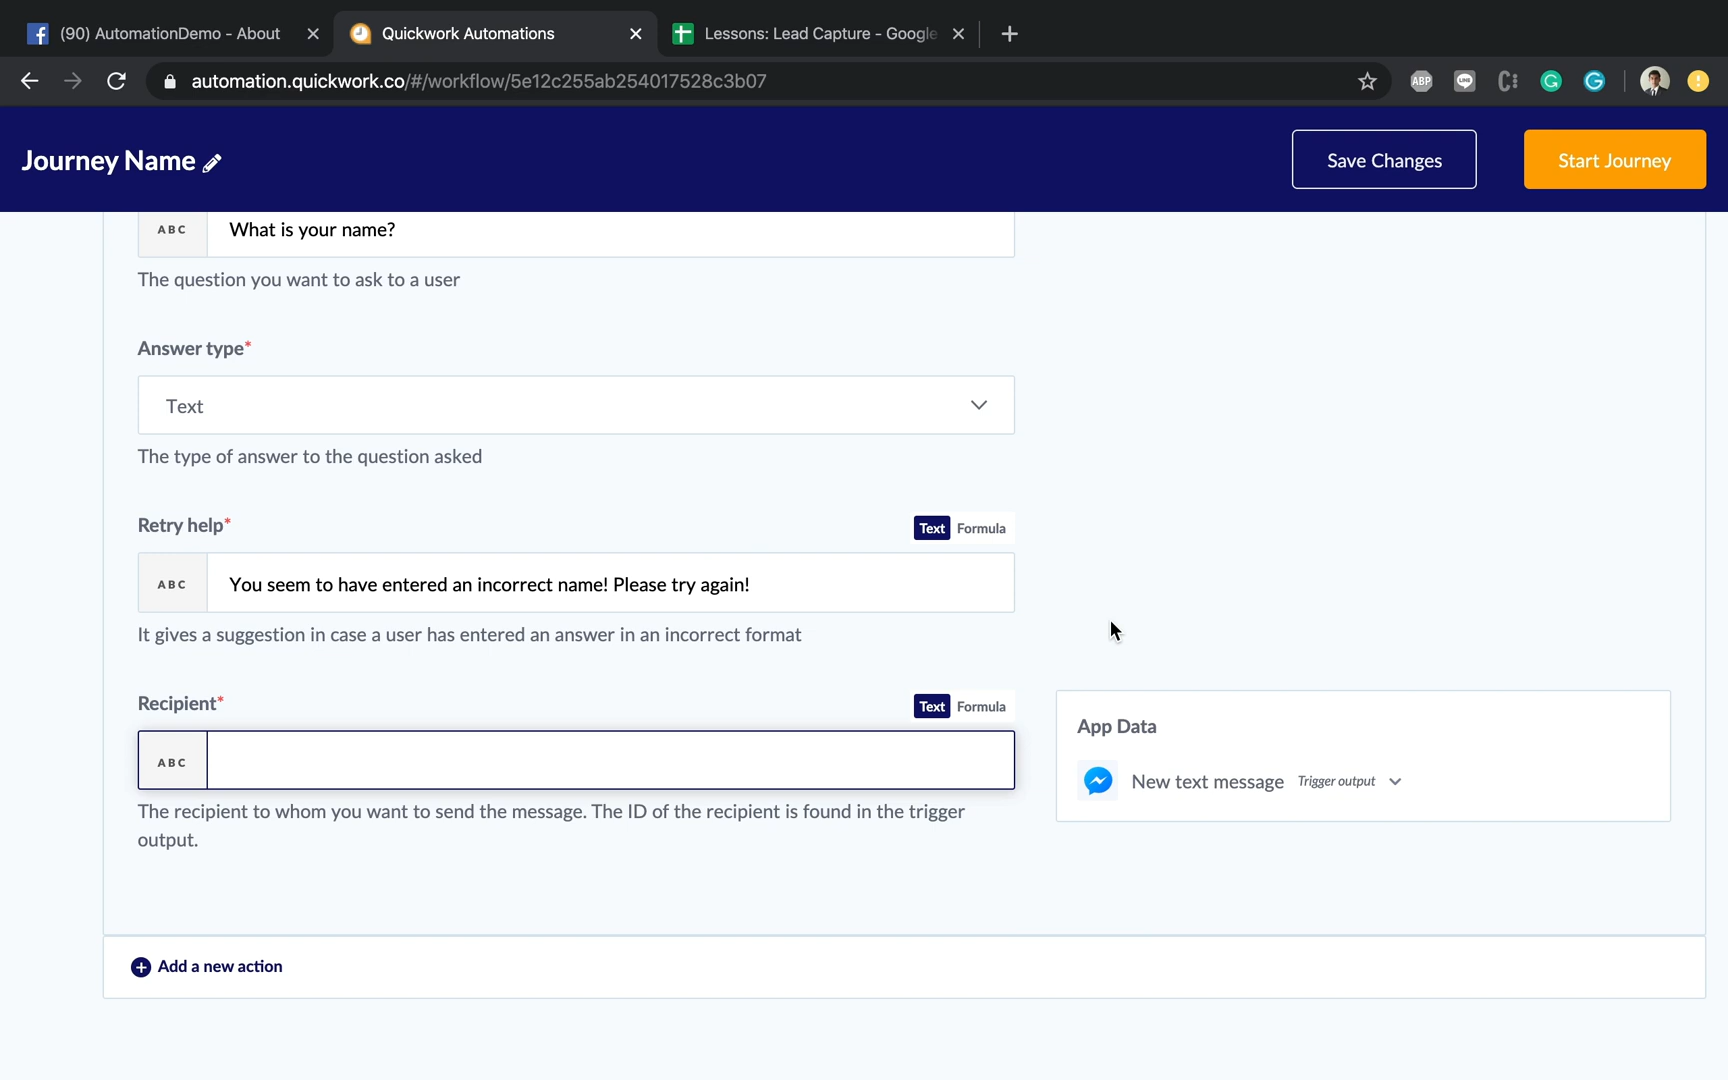 (90) AutomationDemo - About
Quickwork Automations
Lessons: Lead Capture - Google
automation.quickwork.co/#/workflow/5e12c255ab254017528c3b07
ABP
LINE
Journey Name
Save Changes
Start Journey
ABC
What is your name?
The question you want to ask to a user
Answer type*
Text
The type of answer to the question asked
Retry help*
Text Formula
ABC
You seem to have entered an incorrect name! Please try again!
It gives a suggestion in case a user has entered an answer in an incorrect format
Recipient*
Text Formula
ABC
The recipient to whom you want to send the message. The ID of the recipient is found in the trigger
output.
App Data
New text message Trigger output
Add a new action